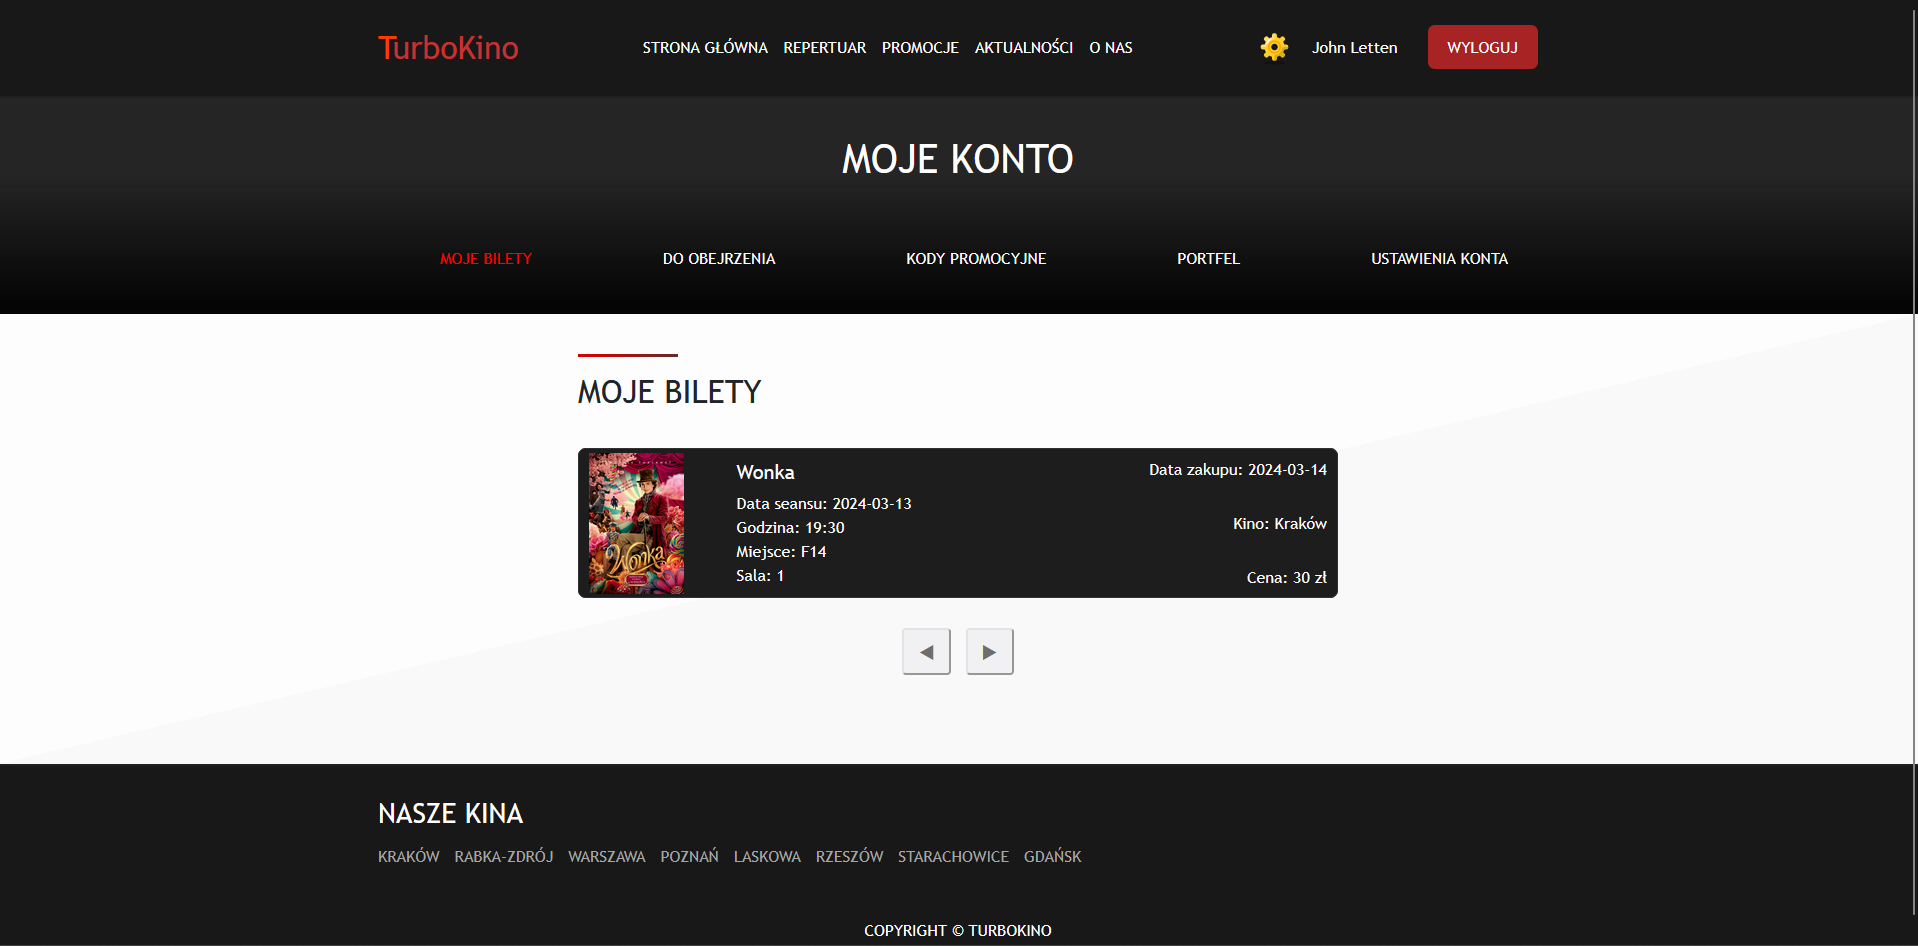 TurboKino
STRONA GŁÓWNA REPERTUAR PROMOCJE AKTUALNOŚCI O NAS
John Letten
WYLOGUJ
MOJE KONTO
MOJE BILETY DO OBEJRZENIA KODY PROMOCYJNE PORTFEL USTAWIENIA KONTA
MOJE BILETY
Wonka
Wonka
Data seansu: 2024-03-13
Godzina: 19:30
Miejsce: F14
Sala: 1
Data zakupu: 2024-03-14
Kino: Kraków
Cena: 30 zł
NASZE KINA
KRAKÓW RABKA-ZDRÓJ WARSZAWA POZNAŃ LASKOWA RZESZÓW STARACHOWICE GDAŃSK
COPYRIGHT © TURBOKINO